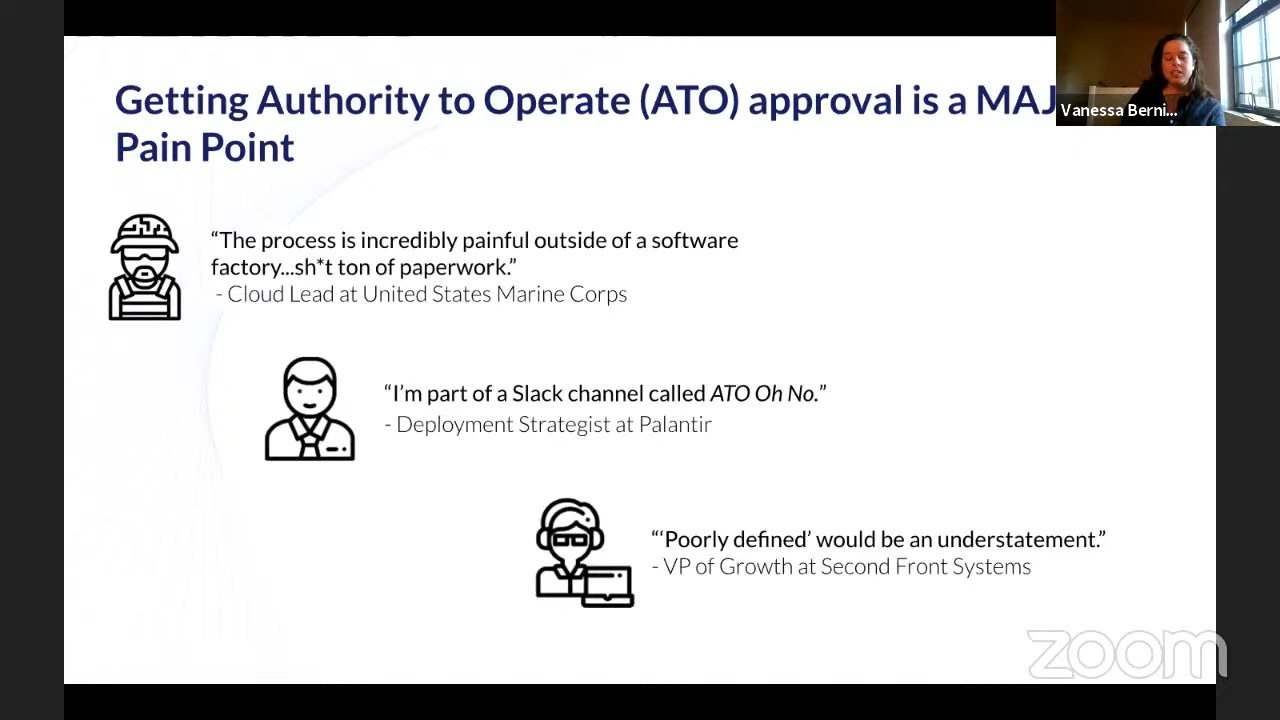 Getting Authority to Operate (ATO) approval is a MAJ
Pain Point
Vanessa Berni...
“The process is incredibly painful outside of a software
factory...sh*t ton of paperwork.”
- Cloud Lead at United States Marine Corps
“I’m part of a Slack channel called ATO Oh No.”
- Deployment Strategist at Palantir
“‘Poorly defined’ would be an understatement.”
- VP of Growth at Second Front Systems
zoom